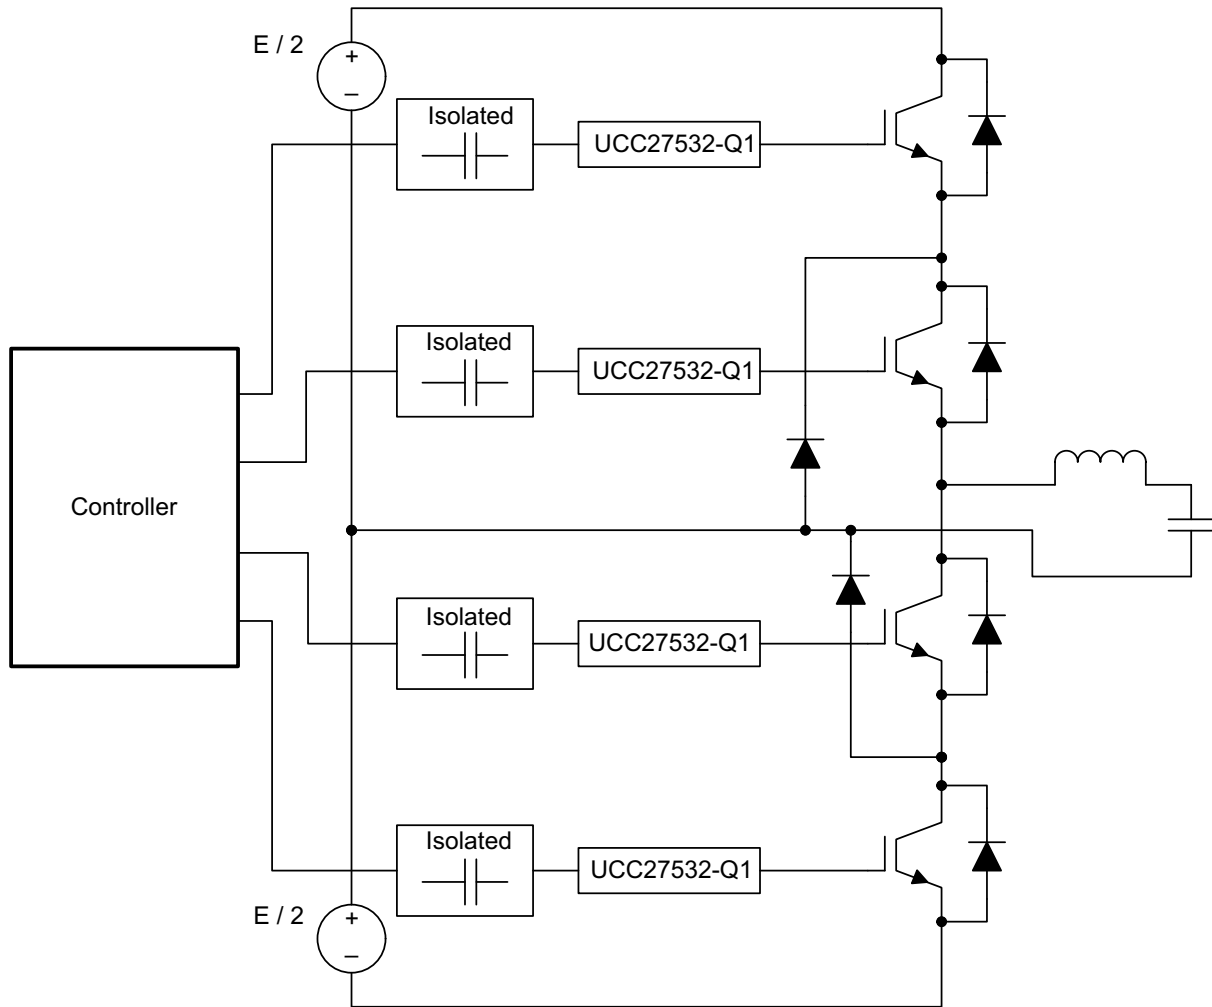 E / 2
+
–
Isolated
UCC27532-Q1
Isolated
UCC27532-Q1
Controller
Isolated
UCC27532-Q1
Isolated
UCC27532-Q1
E / 2
+
–